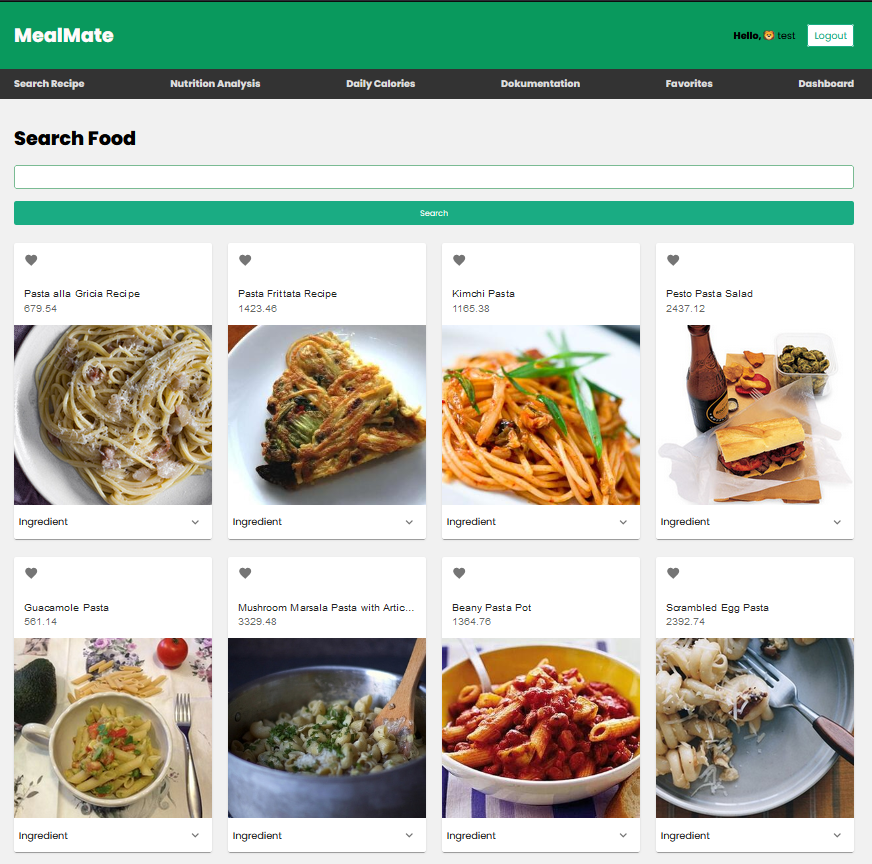 MealMate
Hello, 🦁 test
Logout
Search Recipe
Nutrition Analysis
Daily Calories
Dokumentation
Favorites
Dashboard
Search Food
Search
Pasta alla Gricia Recipe
679.54
Ingredient
Pasta Frittata Recipe
1423.46
Ingredient
Kimchi Pasta
1165.38
Ingredient
Pesto Pasta Salad
2437.12
Ingredient
Guacamole Pasta
561.14
Ingredient
Mushroom Marsala Pasta with Artic...
3329.48
Ingredient
Beany Pasta Pot
1364.76
Ingredient
Scrambled Egg Pasta
2392.74
Ingredient